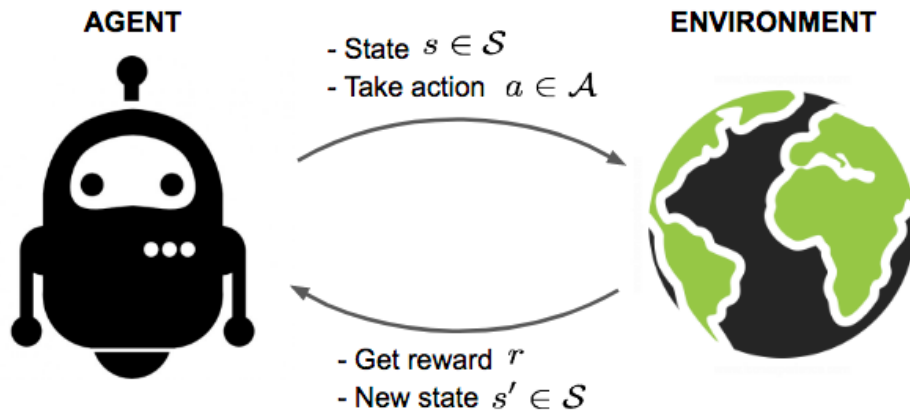 AGENT
ENVIRONMENT
- State s ∈ 𝒮
- Take action a ∈ 𝒜
- Get reward r
- New state s′ ∈ 𝒮